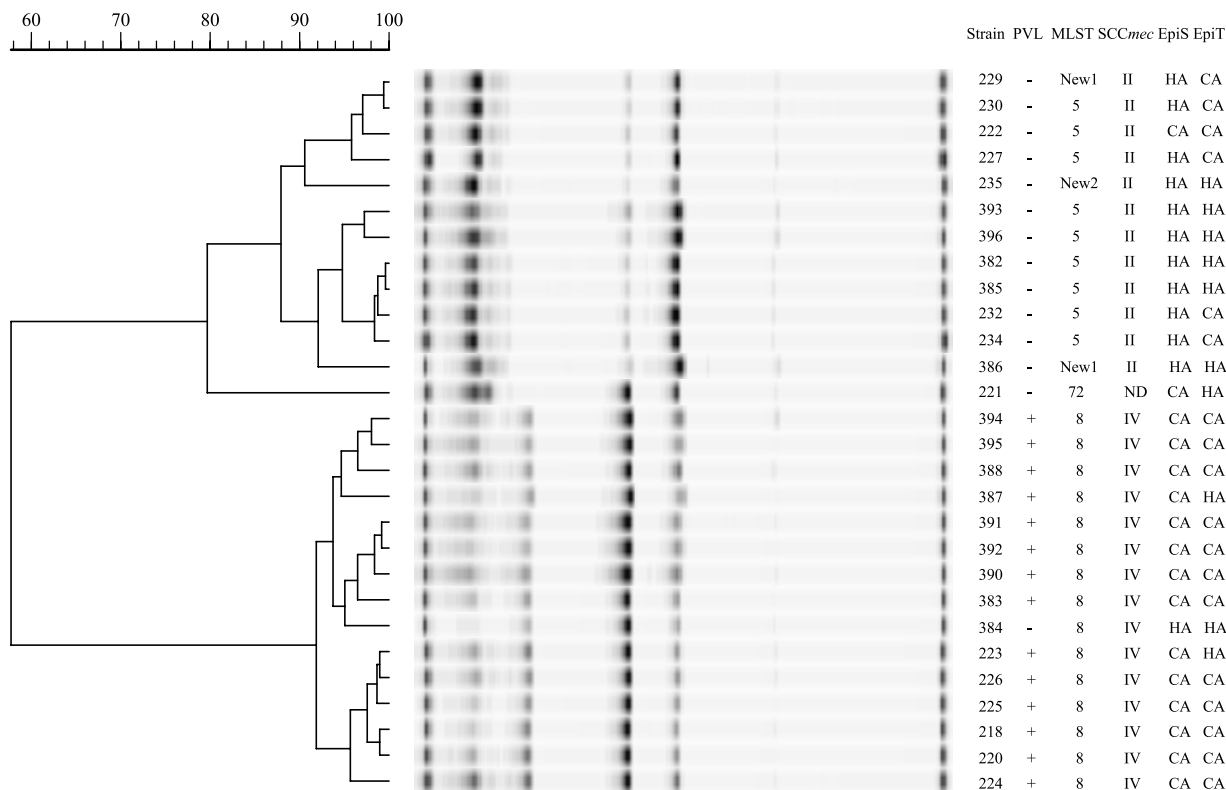 60 70 80 90 100
Strain PVL MLST SCCmec EpiS EpiT
229 - New1 II HA CA
230 - 5 II HA CA
222 - 5 II CA CA
227 - 5 II HA CA
235 - New2 II HA HA
393 - 5 II HA HA
396 - 5 II HA HA
382 - 5 II HA HA
385 - 5 II HA HA
232 - 5 II HA CA
234 - 5 II HA CA
386 - New1 II HA HA
221 - 72 ND CA HA
394 + 8 IV CA CA
395 + 8 IV CA CA
388 + 8 IV CA CA
387 + 8 IV CA HA
391 + 8 IV CA CA
392 + 8 IV CA CA
390 + 8 IV CA CA
383 + 8 IV CA CA
384 - 8 IV HA HA
223 + 8 IV CA HA
226 + 8 IV CA CA
225 + 8 IV CA CA
218 + 8 IV CA CA
220 + 8 IV CA CA
224 + 8 IV CA CA